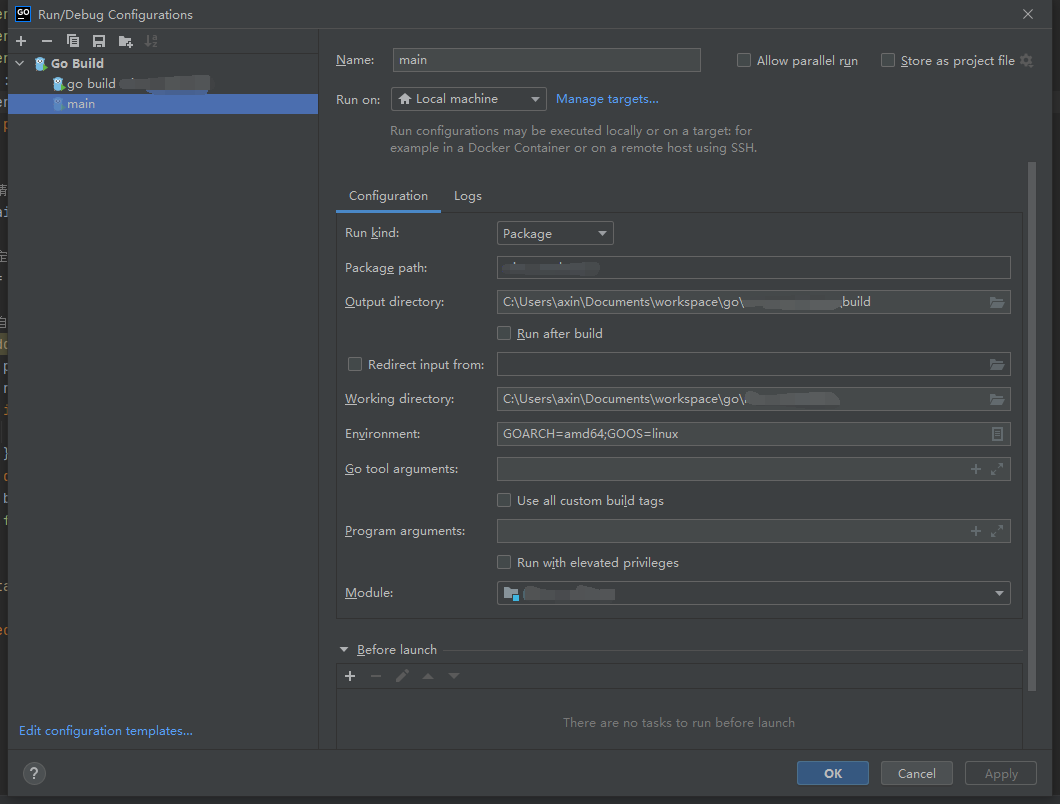 GO Run/Debug Configurations
Go Build
go build
main
Edit configuration templates...
Name: main
Allow parallel run
Store as project file
Run on: Local machine Manage targets...
Run configurations may be executed locally or on a target: for
example in a Docker Container or on a remote host using SSH.
Configuration Logs
Run kind: Package
Package path:
Output directory: C:\Users\axin\Documents\workspace\go\ build
Run after build
Redirect input from:
Working directory: C:\Users\axin\Documents\workspace\go\
Environment: GOARCH=amd64;GOOS=linux
Go tool arguments:
Use all custom build tags
Program arguments:
Run with elevated privileges
Module:
Before launch
There are no tasks to run before launch
? OK Cancel Apply